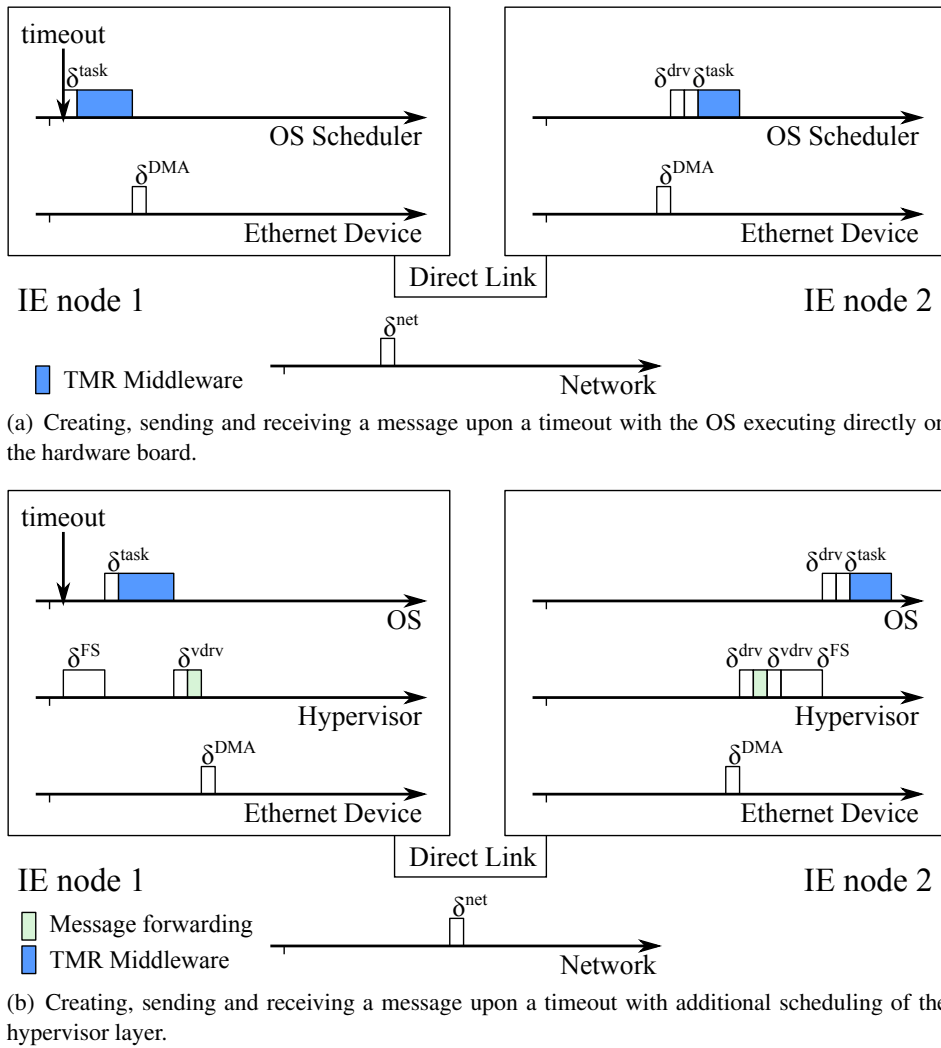 timeout
δtask
OS Scheduler
δDMA
Ethernet Device
δdrv δtask
OS Scheduler
δDMA
Ethernet Device
Direct Link
IE node 1
IE node 2
δnet
Network
TMR Middleware
(a) Creating, sending and receiving a message upon a timeout with the OS executing directly on
the hardware board.
timeout
δtask
OS
δFS
δvdrv
Hypervisor
δDMA
Ethernet Device
δdrv δtask
OS
δdrv δvdrv δFS
Hypervisor
δDMA
Ethernet Device
Direct Link
IE node 1
IE node 2
Message forwarding
TMR Middleware
δnet
Network
(b) Creating, sending and receiving a message upon a timeout with additional scheduling of the
hypervisor layer.